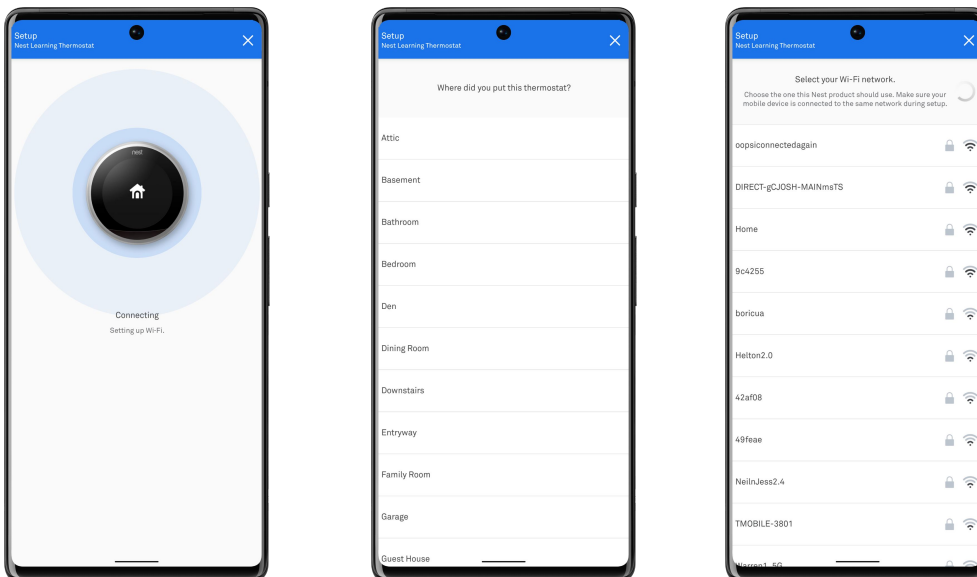 Setup
Nest Learning Thermostat
nest
Connecting
Setting up Wi-Fi.
Setup
Nest Learning Thermostat
Where did you put this thermostat?
Attic
Basement
Bathroom
Bedroom
Den
Dining Room
Downstairs
Entryway
Family Room
Garage
Guest House
Setup
Nest Learning Thermostat
Select your Wi-Fi network.
Choose the one this Nest product should use. Make sure your
mobile device is connected to the same network during setup.
oopsiconnectedagain
DIRECT-gCJOSH-MAINmsTS
Home
9c4255
boricua
Helton2.0
42af08
49feae
NeilnJess2.4
TMOBILE-3801
Warren1_5G